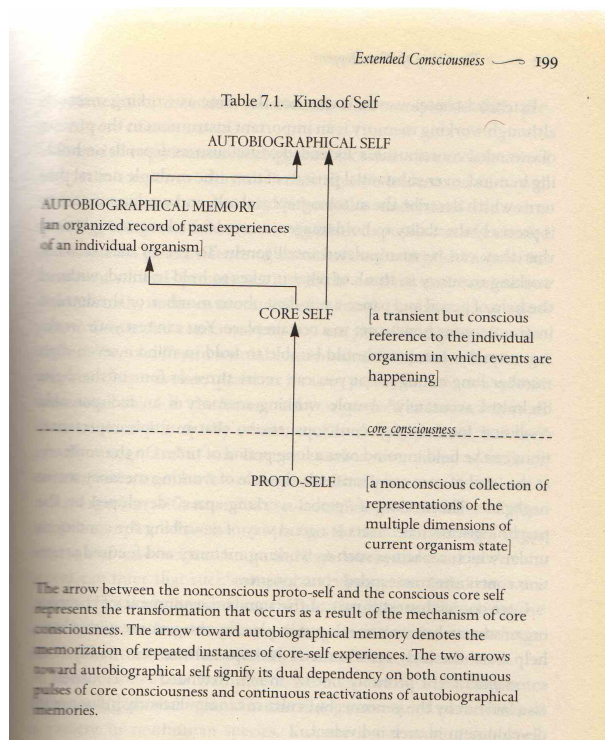 Extended Consciousness 199
Table 7.1. Kinds of Self
AUTOBIOGRAPHICAL SELF
AUTOBIOGRAPHICAL MEMORY
[an organized record of past experiences
of an individual organism]
CORE SELF
[a transient but conscious
reference to the individual
organism in which events are
happening]
core consciousness
PROTO-SELF
[a nonconscious collection of
representations of the
multiple dimensions of
current organism state]
The arrow between the nonconscious proto-self and the conscious core self
represents the transformation that occurs as a result of the mechanism of core
consciousness. The arrow toward autobiographical memory denotes the
memorization of repeated instances of core-self experiences. The two arrows
toward autobiographical self signify its dual dependency on both continuous
pulses of core consciousness and continuous reactivations of autobiographical
memories.